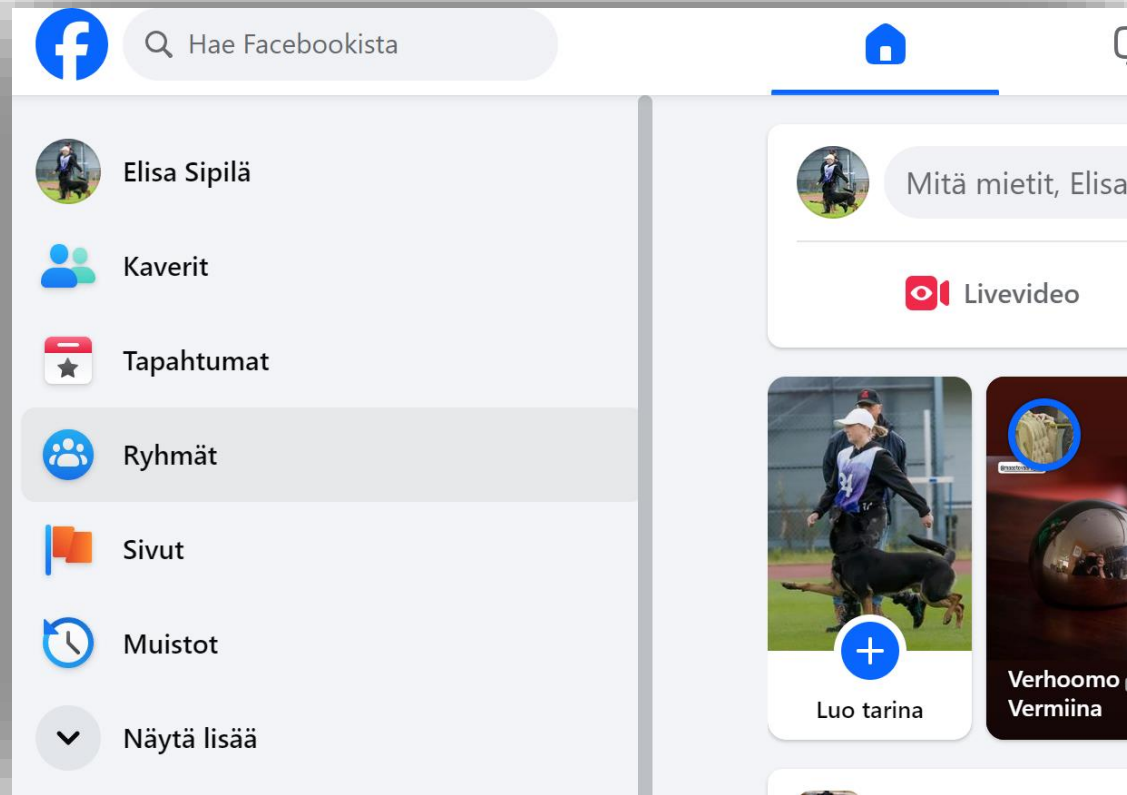 Hae Facebookista
Elisa Sipilä
Kaverit
Tapahtumat
Ryhmät
Sivut
Muistot
Näytä lisää
Mitä mietit, Elisa
Livevideo
Luo tarina
Verhoomo
Vermiina